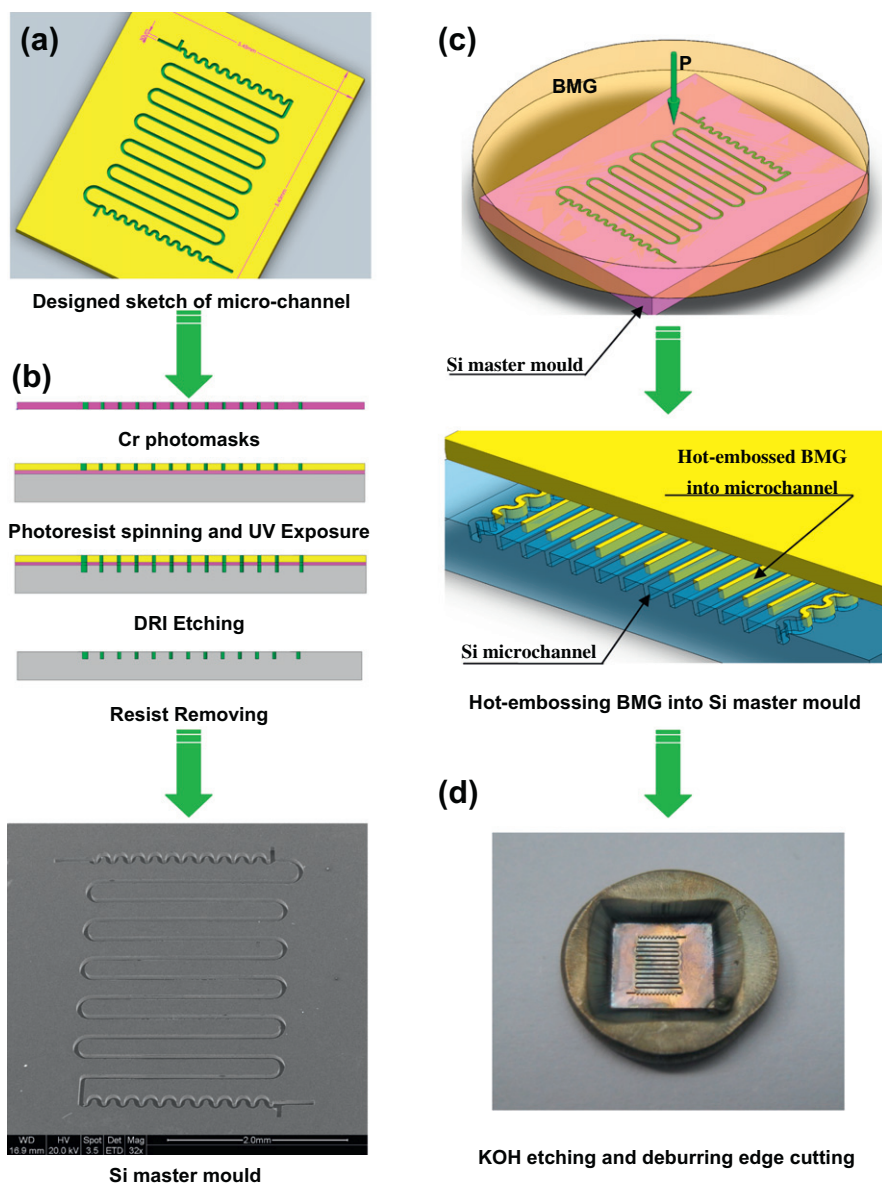 (a)
Designed sketch of micro-channel
(b)
Cr photomasks
Photoresist spinning and UV Exposure
DRI Etching
Resist Removing
WD HV Spot Det Mag
16.9 mm 20.0 kV 3.5 ETD 32x
2.0mm
Si master mould
(c)
P
BMG
Si master mould
Hot-embossed BMG
into microchannel
Si microchannel
Hot-embossing BMG into Si master mould
(d)
KOH etching and deburring edge cutting